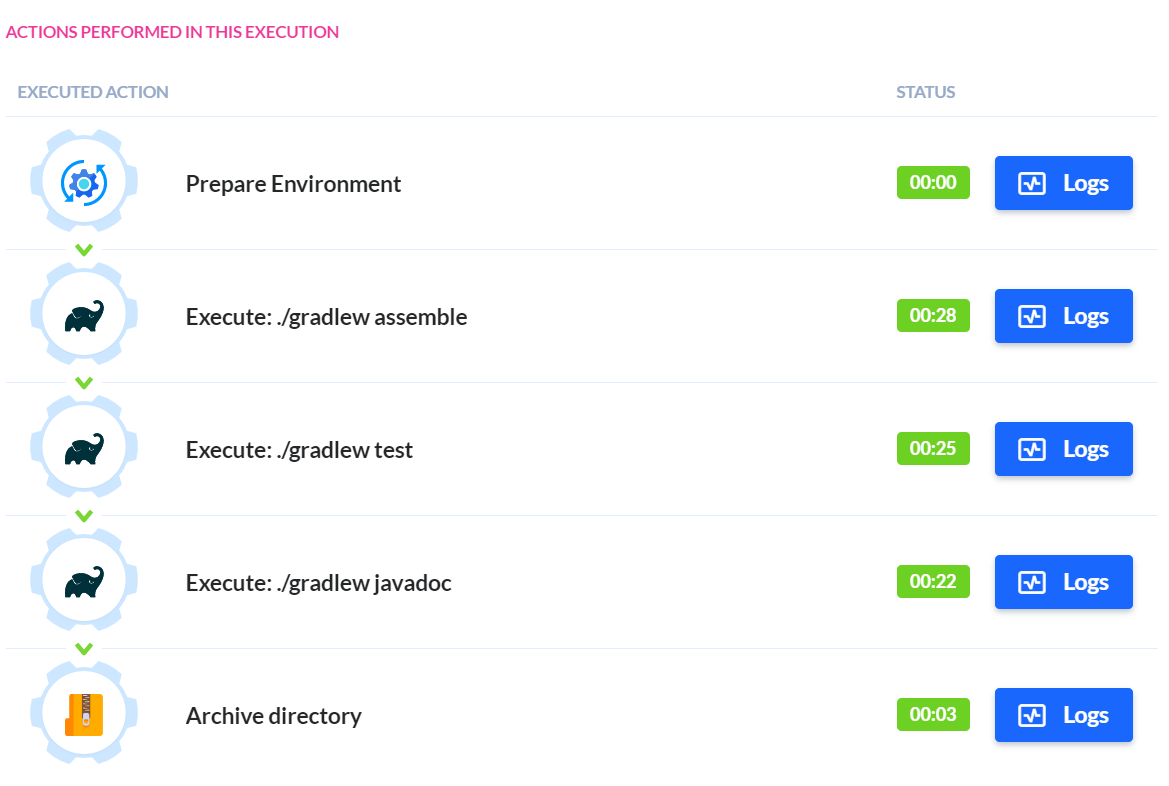 ACTIONS PERFORMED IN THIS EXECUTION
EXECUTED ACTION STATUS
Prepare Environment 00:00 Logs
Execute: ./gradlew assemble 00:28 Logs
Execute: ./gradlew test 00:25 Logs
Execute: ./gradlew javadoc 00:22 Logs
Archive directory 00:03 Logs